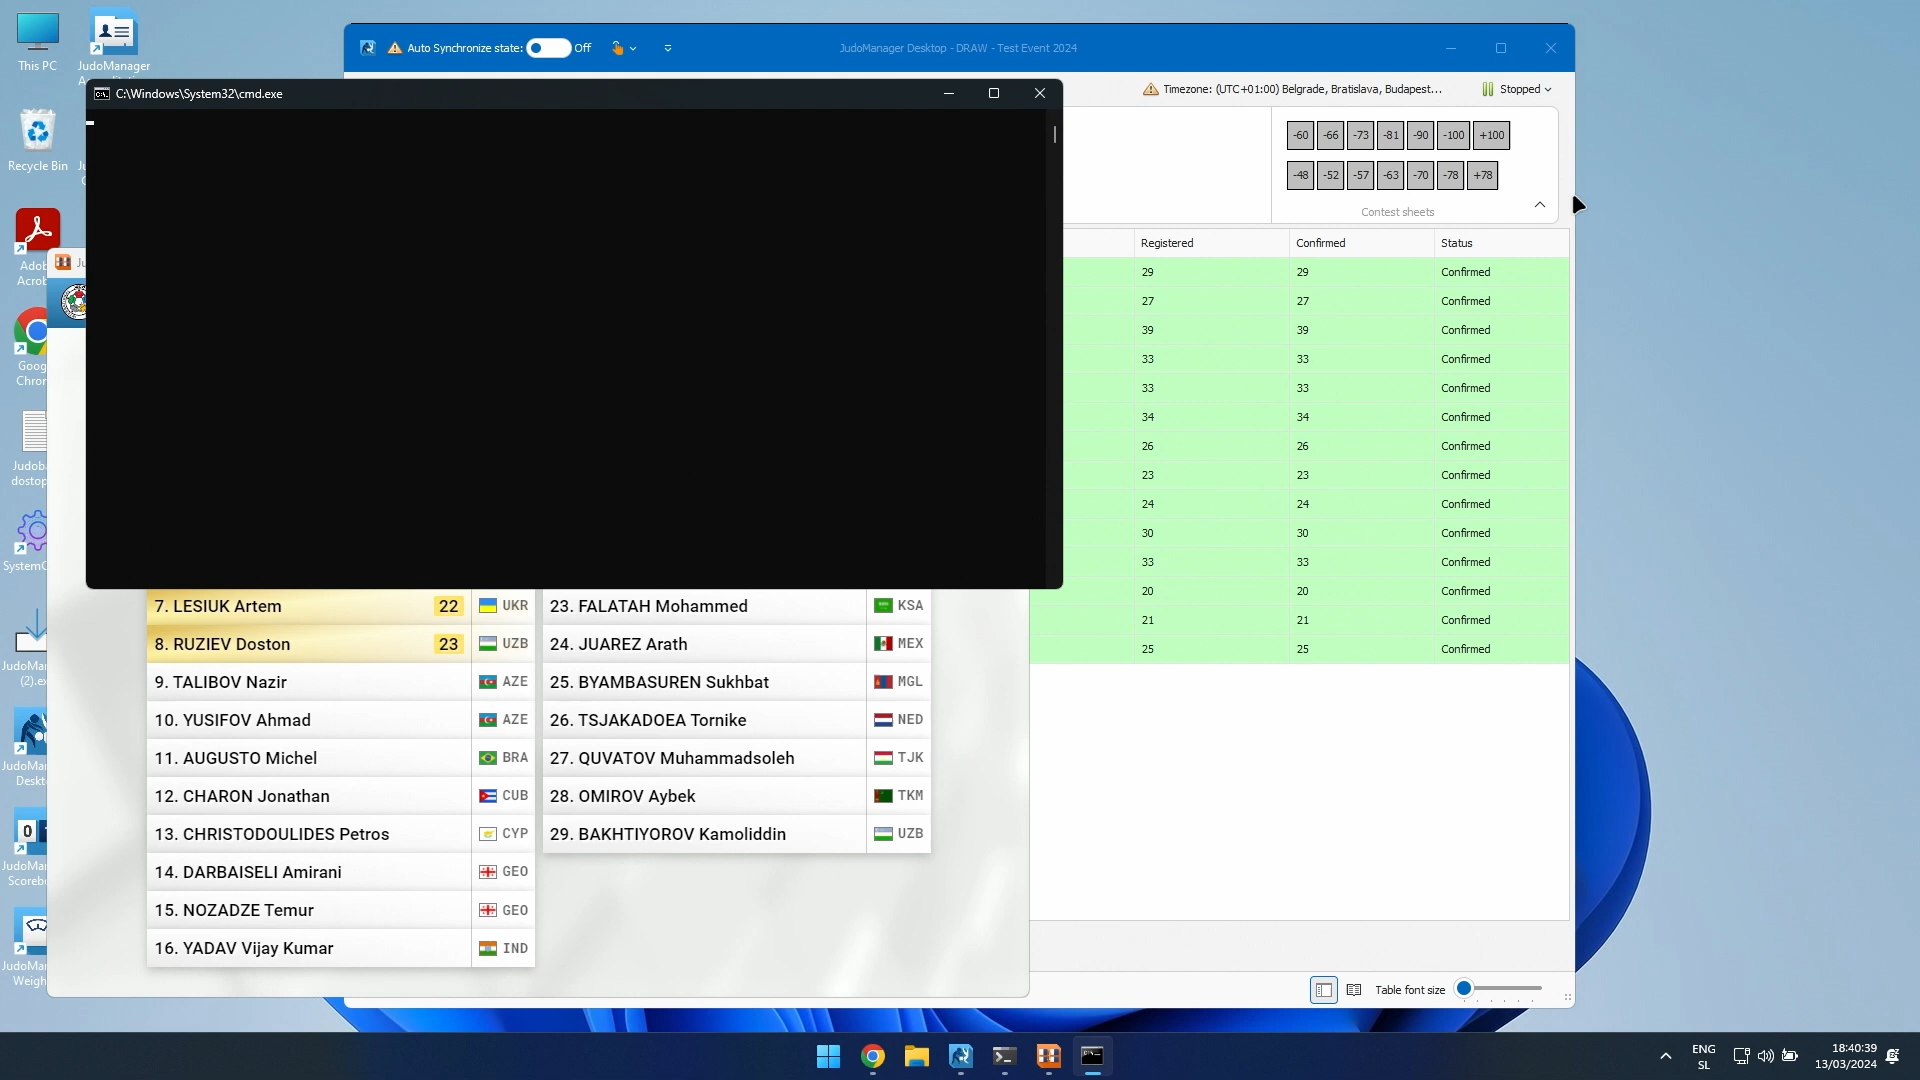 This PC
JudoManager
Recycle Bin
Auto Synchronize state: Off
JudoManager Desktop - DRAW - Test Event 2024
Timezone: (UTC+01:00) Belgrade, Bratislava, Budapest...
Stopped
C:\Windows\System32\cmd.exe
-60 -66 -73 -81 -90 -100 +100
-48 -52 -57 -63 -70 -78 +78
Contest sheets
Registered Confirmed Status
29 29 Confirmed
27 27 Confirmed
39 39 Confirmed
33 33 Confirmed
33 33 Confirmed
34 34 Confirmed
26 26 Confirmed
23 23 Confirmed
24 24 Confirmed
30 30 Confirmed
33 33 Confirmed
20 20 Confirmed
21 21 Confirmed
25 25 Confirmed
7. LESIUK Artem 22 UKR
8. RUZIEV Doston 23 UZB
9. TALIBOV Nazir AZE
10. YUSIFOV Ahmad AZE
11. AUGUSTO Michel BRA
12. CHARON Jonathan CUB
13. CHRISTODOULIDES Petros CYP
14. DARBAISELI Amirani GEO
15. NOZADZE Temur GEO
16. YADAV Vijay Kumar IND
23. FALATAH Mohammed KSA
24. JUAREZ Arath MEX
25. BYAMBASUREN Sukhbat MGL
26. TSJAKADOEA Tornike NED
27. QUVATOV Muhammadsoleh TJK
28. OMIROV Aybek TKM
29. BAKHTIYOROV Kamoliddin UZB
Table font size
ENG
SL
18:40:39
13/03/2024